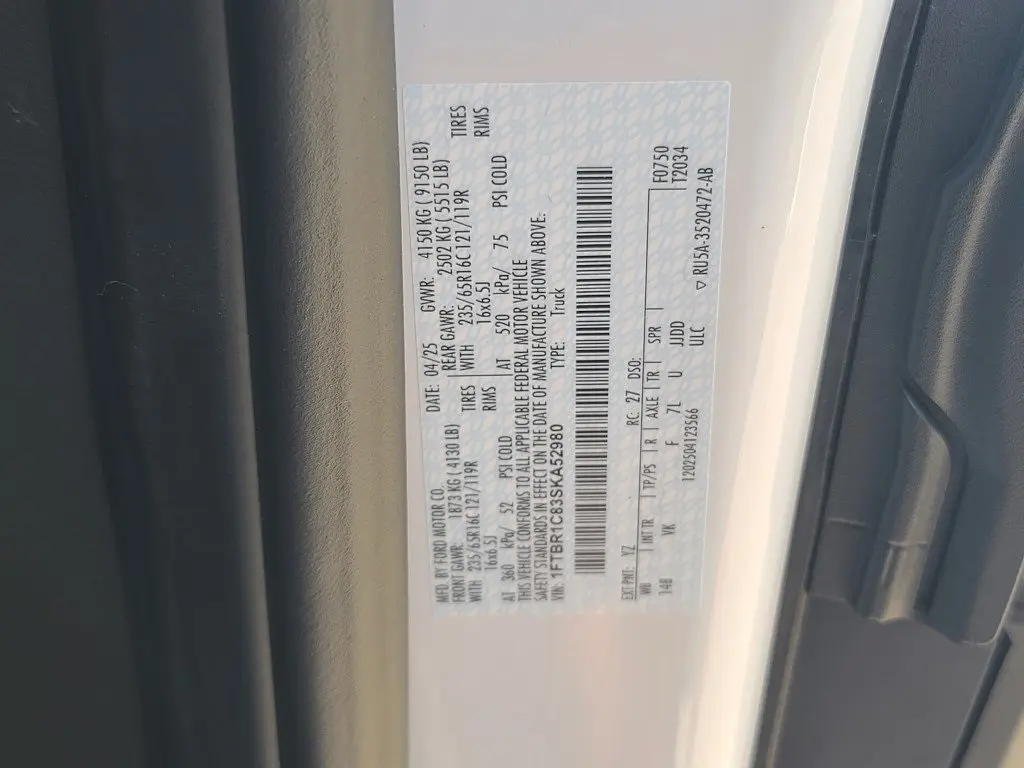 MFD. BY FORD MOTOR CO. DATE: 04/25 GVWR: 4150 KG ( 9150 LB)
FRONT GAWR: 1873 KG ( 4130 LB) REAR GAWR: 2502 KG ( 5515 LB)
WITH 235/65R16C121/119R TIRES WITH 235/65R16C121/119R TIRES
16x6.5J RIMS 16x6.5J RIMS
AT 360 kPa/ 52 PSI COLD AT 520 kPa/ 75 PSI COLD
THIS VEHICLE CONFORMS TO ALL APPLICABLE FEDERAL MOTOR VEHICLE
SAFETY STANDARDS IN EFFECT ON THE DATE OF MANUFACTURE SHOWN ABOVE.
VIN: 1FTBR1C83SKA52980 TYPE: Truck
EXT PNT: YZ RC: 27 DSO: F0750
WB INT TR TP/PS R AXLE TR SPR T2034
148 VK F 7L U JJDD
1202504123566 ULC
▽ RU5A-3520472-AB